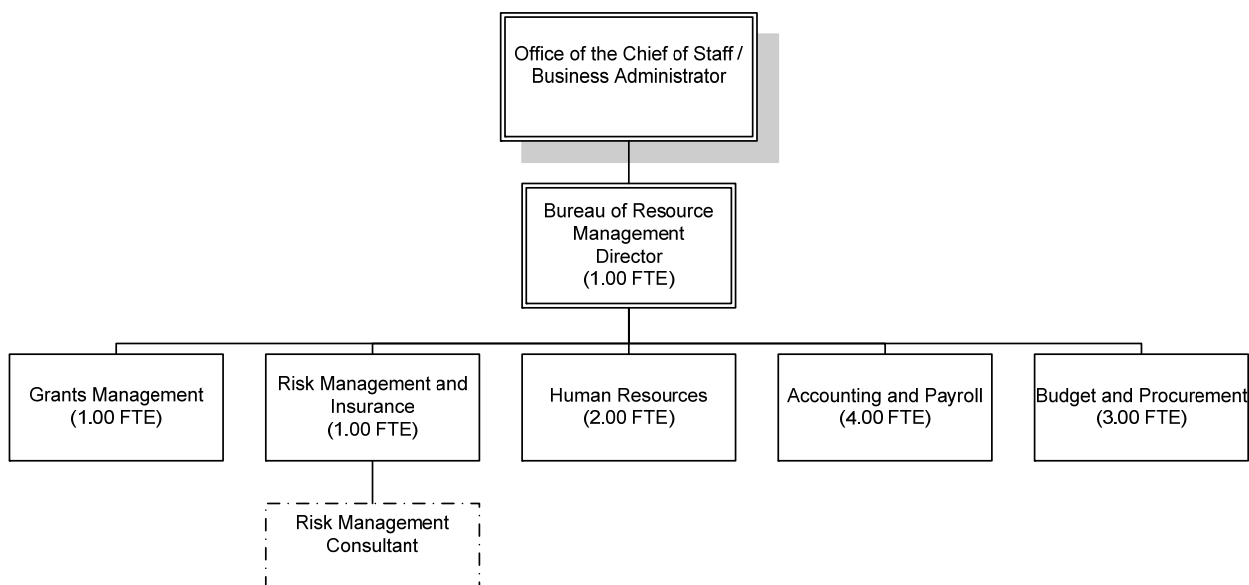 Office of the Chief of Staff /
Business Administrator
Bureau of Resource
Management
Director
(1.00 FTE)
Grants Management
(1.00 FTE)
Risk Management and
Insurance
(1.00 FTE)
Human Resources
(2.00 FTE)
Accounting and Payroll
(4.00 FTE)
Budget and Procurement
(3.00 FTE)
Risk Management
Consultant